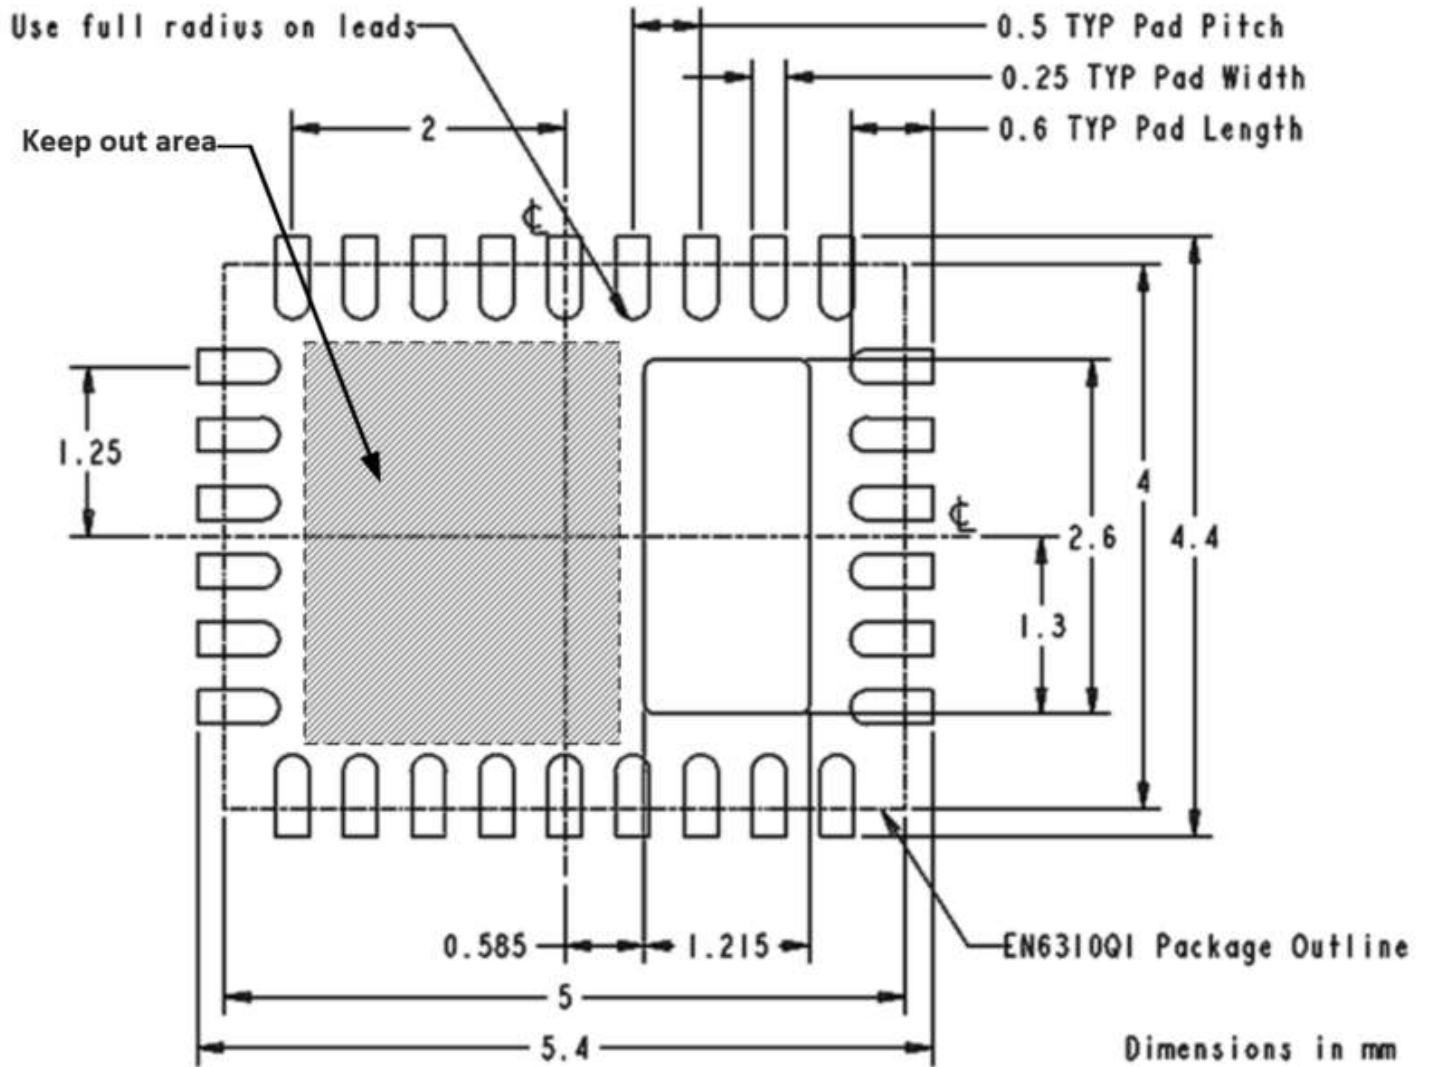 Use full radius on leads
0.5 TYP Pad Pitch
0.25 TYP Pad Width
2
0.6 TYP Pad Length
Keep out area
℄
1.25
4
℄
2.6
4.4
1.3
0.585
1.215
EN6310QI Package Outline
5
5.4
Dimensions in mm